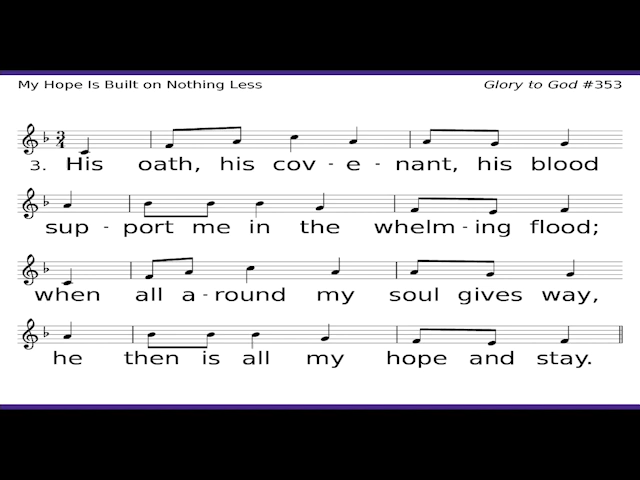 My Hope Is Built on Nothing Less Glory to God #353
3. His oath, his cov - e - nant, his blood
sup - port me in the whelm - ing flood;
when all a - round my soul gives way,
he then is all my hope and stay.